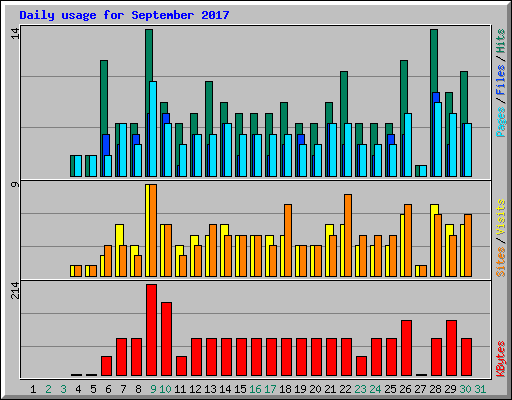 Daily usage for September 2017
14
Pages / Files / Hits
9
Sites / Visits
214
KBytes
1 2 3 4 5 6 7 8 9 10 11 12 13 14 15 16 17 18 19 20 21 22 23 24 25 26 27 28 29 30 31